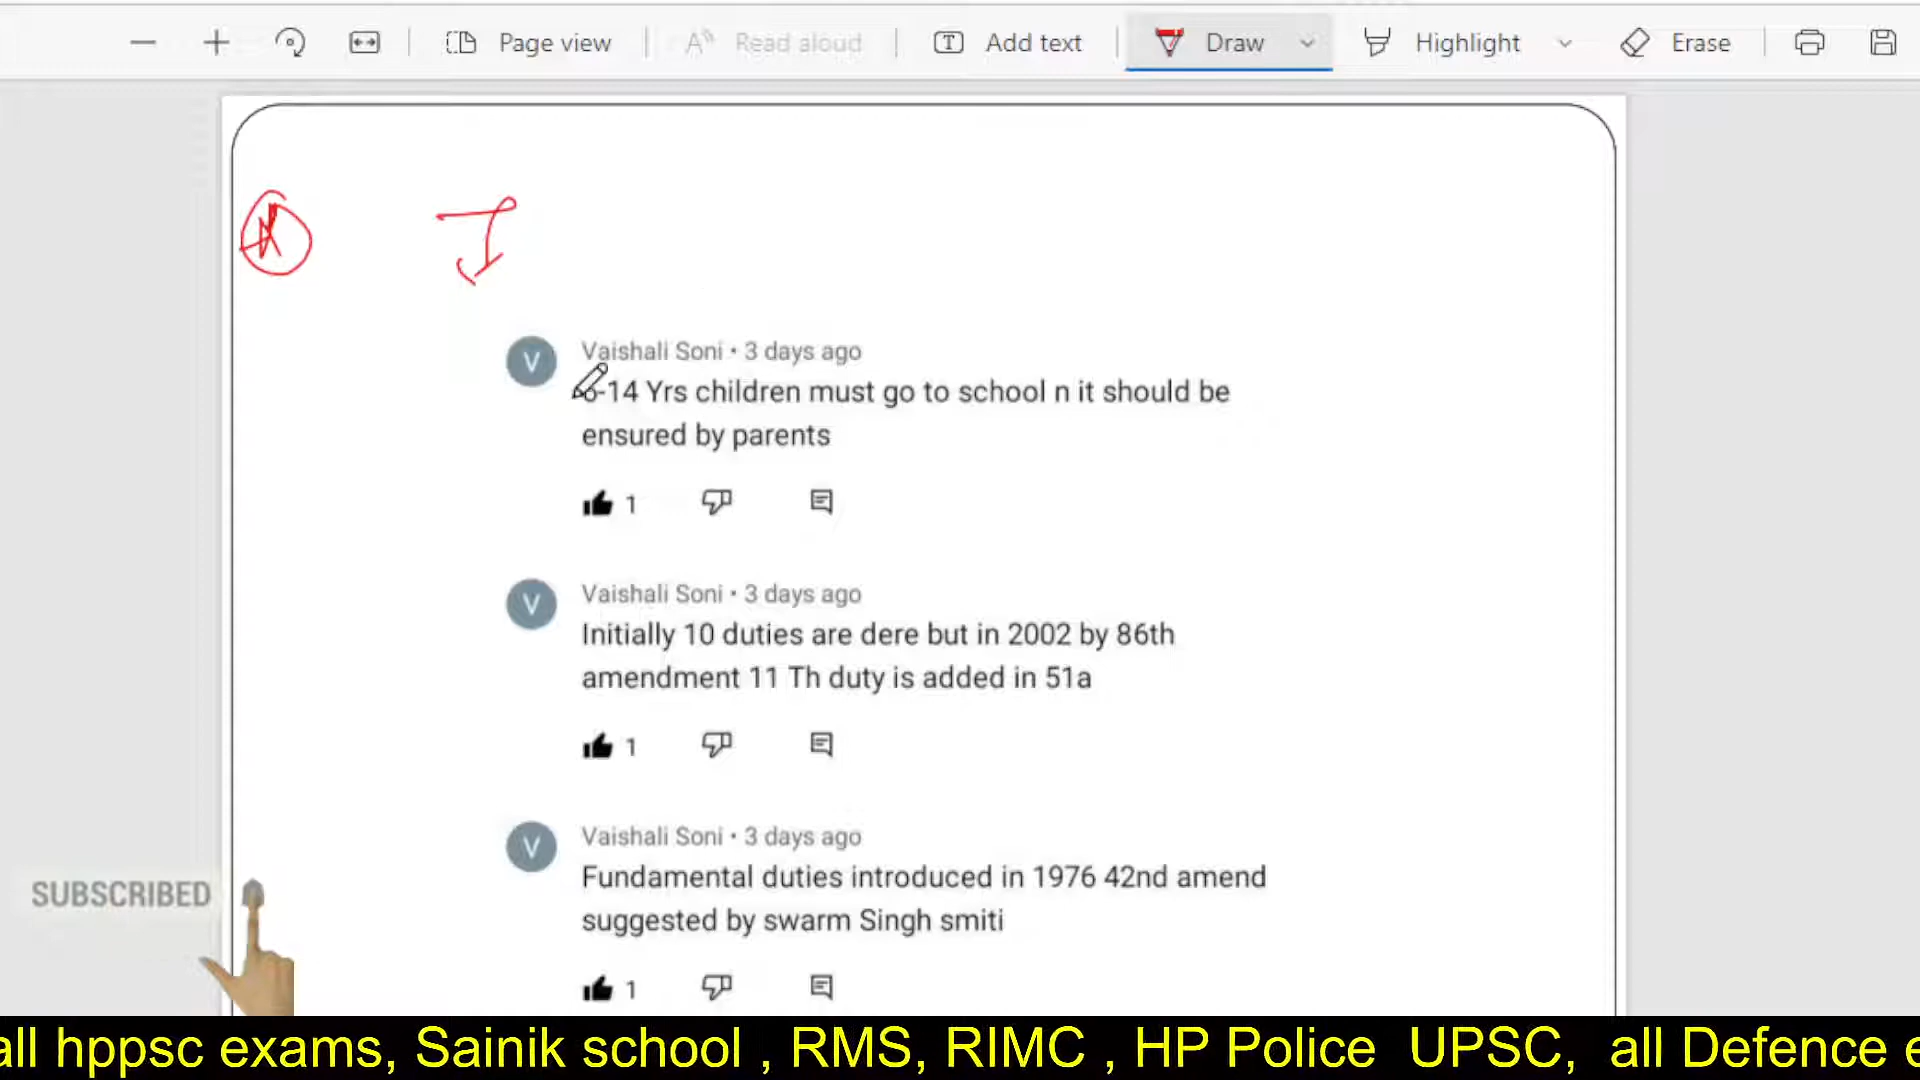 Page view
Read aloud
Add text
Draw
Highlight
Erase
V
Vaishali Soni • 3 days ago
-14 Yrs children must go to school n it should be
ensured by parents
1
V
Vaishali Soni • 3 days ago
Initially 10 duties are dere but in 2002 by 86th
amendment 11 Th duty is added in 51a
1
V
Vaishali Soni • 3 days ago
Fundamental duties introduced in 1976 42nd amend
suggested by swarm Singh smiti
1
SUBSCRIBED
all hppsc exams, Sainik school , RMS, RIMC , HP Police UPSC, all Defence e